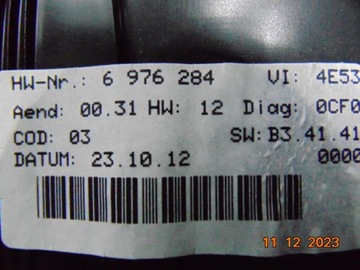 HW-Nr.: 6 976 284 VI: 4E53
Aend: 00.31 HW: 12 Diag: 0CF0
COD: 03 SW: B3.41.41
DATUM: 23.10.12 0000
11 12 2023